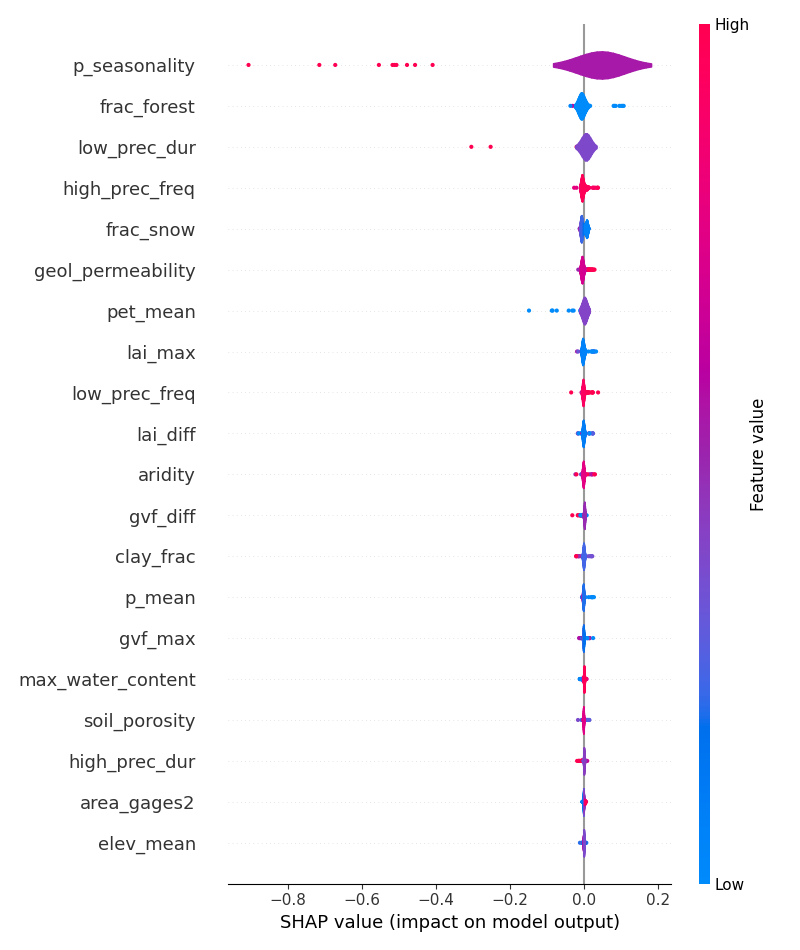 High
p_seasonality
frac_forest
low_prec_dur
high_prec_freq
frac_snow
geol_permeability
pet_mean
lai_max
low_prec_freq
lai_diff
aridity
gvf_diff
clay_frac
p_mean
gvf_max
max_water_content
soil_porosity
high_prec_dur
area_gages2
elev_mean
Feature value
Low
−0.8 −0.6 −0.4 −0.2 0.0 0.2
SHAP value (impact on model output)